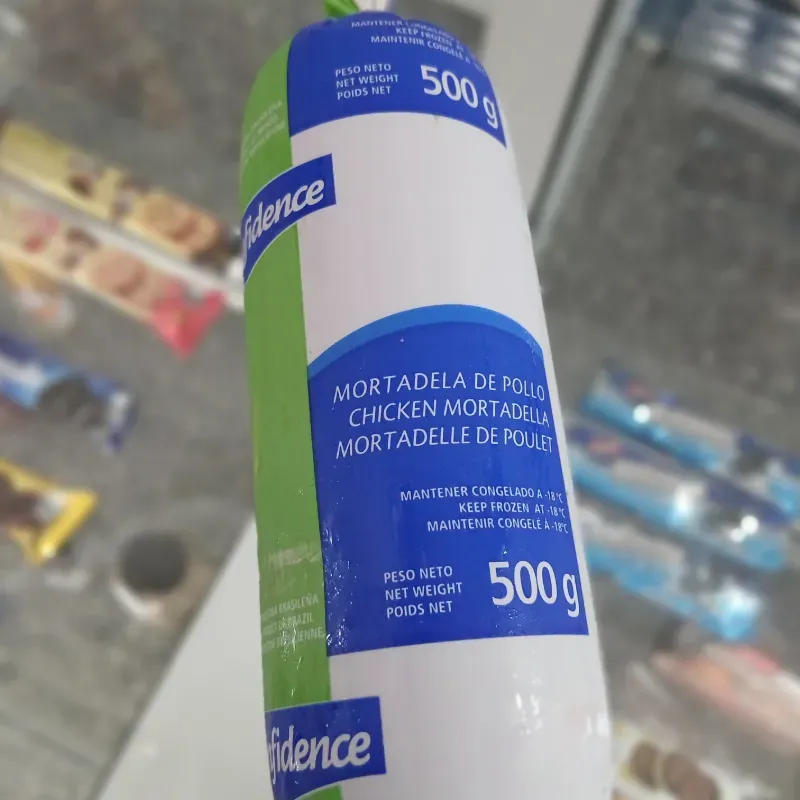 MANTENER CONGELADO A
KEEP FROZEN AT
MAINTENIR CONGELÉ A
PESO NETO
NET WEIGHT
POIDS NET
500 g
fidence
MORTADELA DE POLLO
CHICKEN MORTADELLA
MORTADELLE DE POULET
MANTENER CONGELADO A -18°C
KEEP FROZEN AT -18°C
MAINTENIR CONGELÉ A -18°C
PESO NETO
NET WEIGHT
POIDS NET
500 g
BRASILEÑA
BRAZIL
fidence